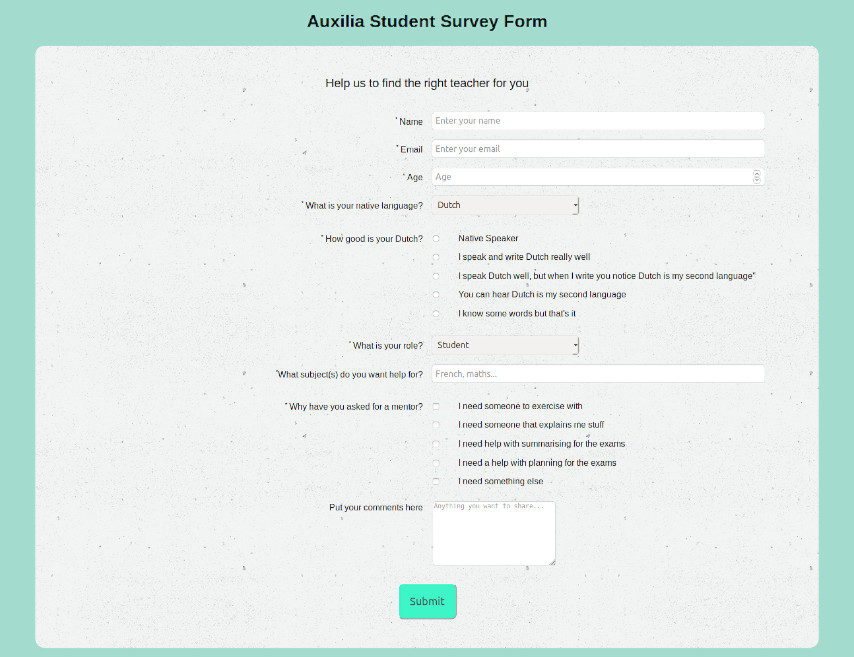 Auxilia Student Survey Form
Help us to find the right teacher for you
* Name
Enter your name
* Email
Enter your email
* Age
Age
* What is your native language?
Dutch
* How good is your Dutch?
Native Speaker
I speak and write Dutch really well
I speak Dutch well, but when I write you notice Dutch is my second language"
You can hear Dutch is my second language
I know some words but that's it
* What is your role?
Student
*What subject(s) do you want help for?
French, maths...
* Why have you asked for a mentor?
I need someone to exercise with
I need someone that explains me stuff
I need help with summarising for the exams
I need a help with planning for the exams
I need something else
Put your comments here
Anything you want to share...
Submit